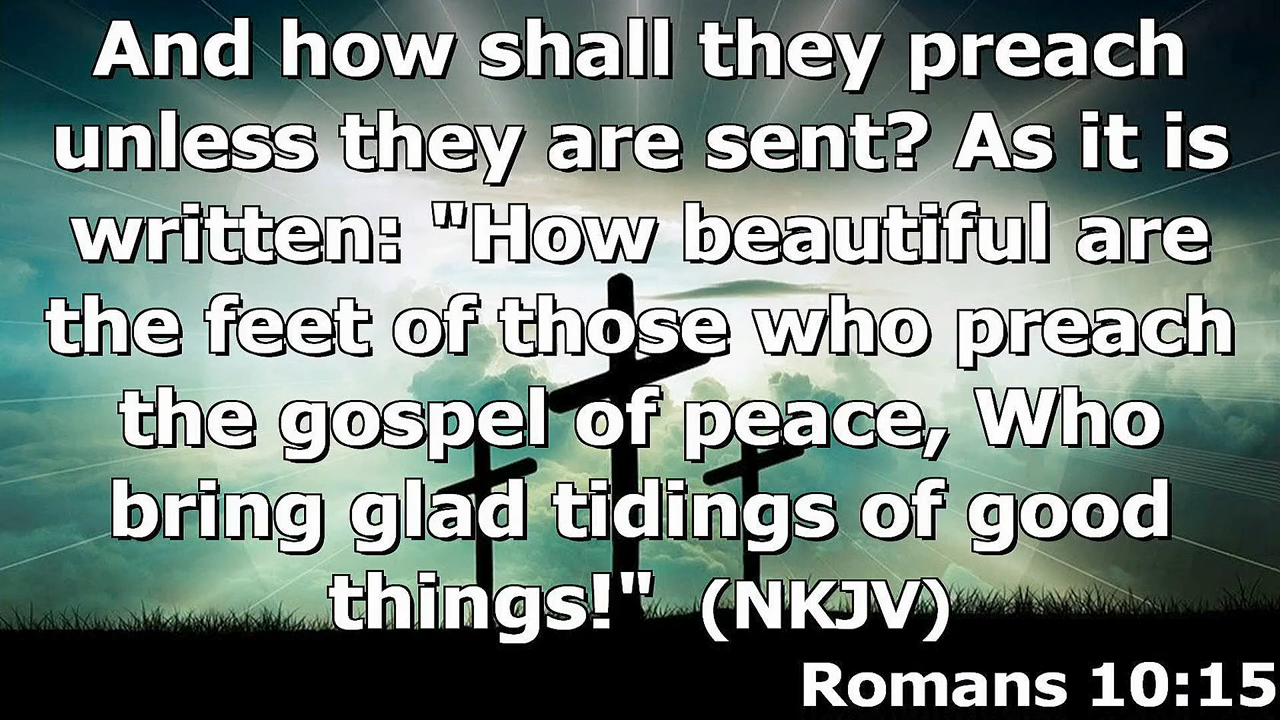 And how shall they preach
unless they are sent? As it is
written: "How beautiful are
the feet of those who preach
the gospel of peace, Who
bring glad tidings of good
things!" (NKJV)
Romans 10:15